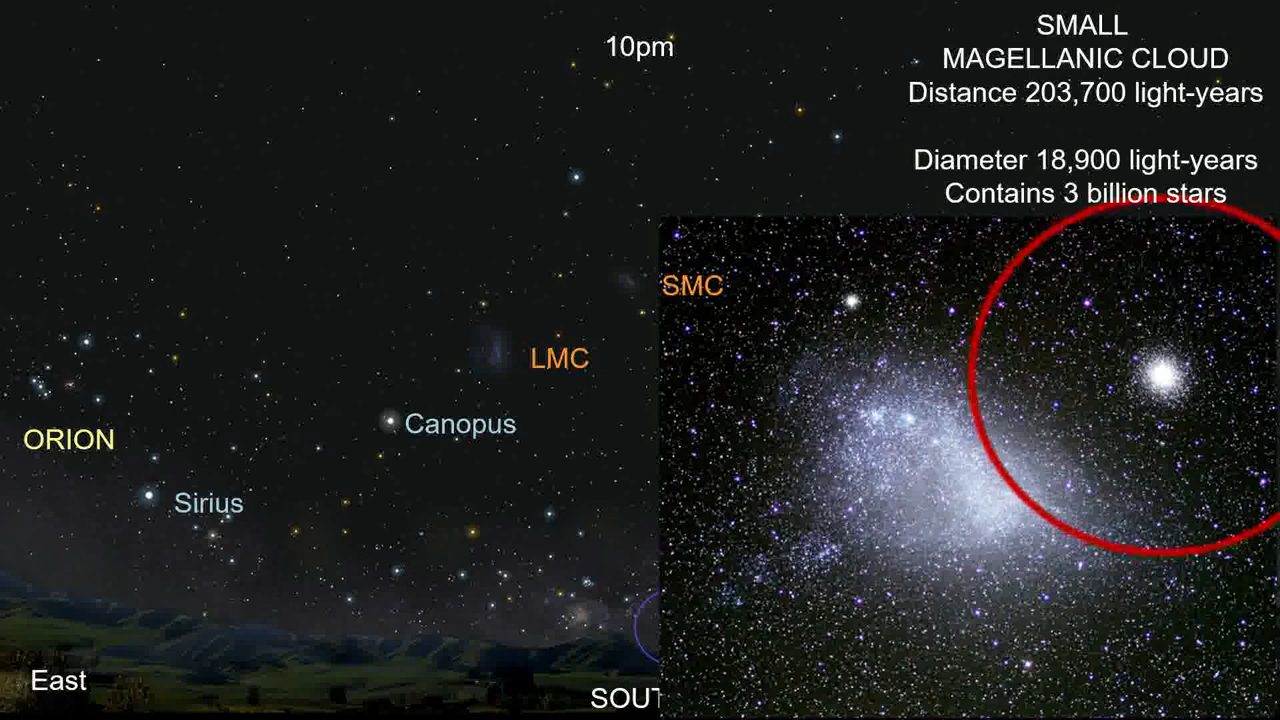 10pm
SMALL
MAGELLANIC CLOUD
Distance 203,700 light-years
Diameter 18,900 light-years
Contains 3 billion stars
SMC
LMC
Canopus
ORION
Sirius
East
SOUT